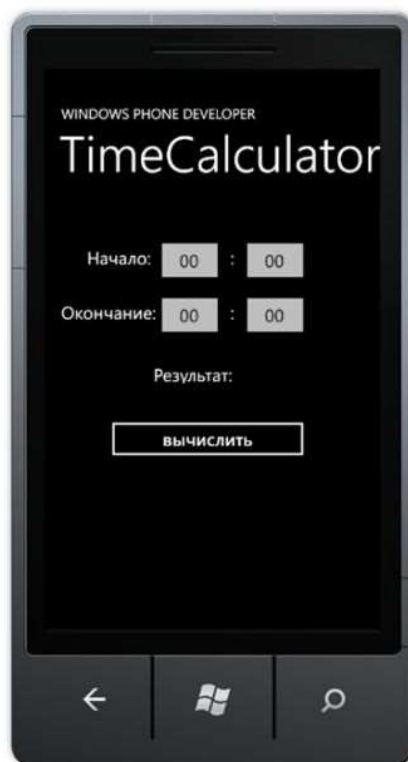 WINDOWS PHONE DEVELOPER
TimeCalculator
Начало: 00 : 00
Окончание: 00 : 00
Результат:
вычислить